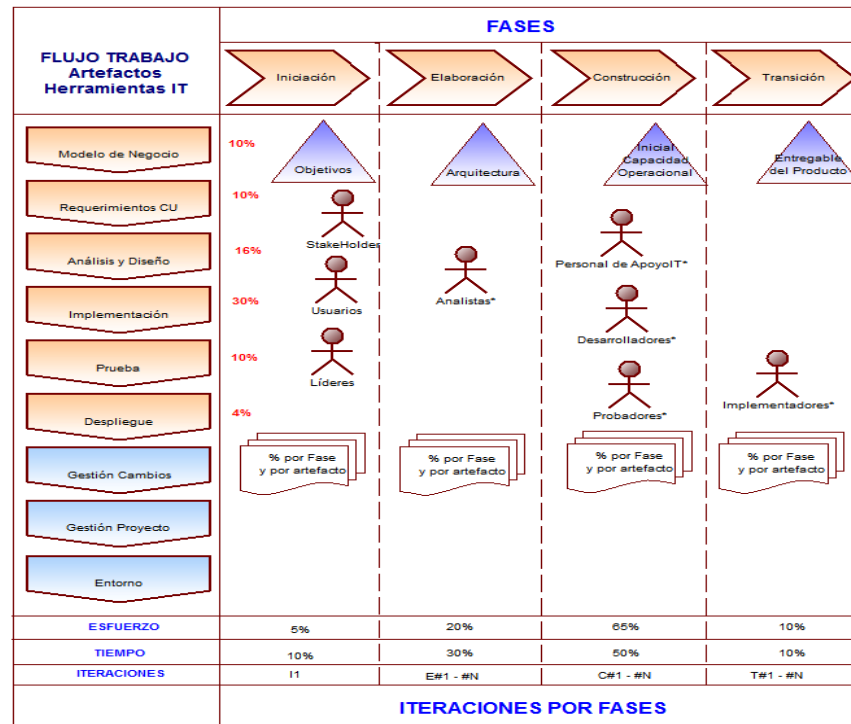 FASES
FLUJO TRABAJO
Artefactos
Herramientas IT
Iniciación
Elaboración
Construcción
Transición
Modelo de Negocio
10%
Objetivos
Arquitectura
Inicial
Capacidad
Operacional
Entregable
del Producto
Requerimientos CU
10%
StakeHolder
Análisis y Diseño
16%
Personal de ApoyoIT*
Implementación
30%
Usuarios
Analistas*
Desarrolladores*
Prueba
10%
Líderes
Probadores*
Implementadores*
Despliegue
4%
Gestión Cambios
% por Fase
y por artefacto
% por Fase
y por artefacto
% por Fase
y por artefacto
% por Fase
y por artefacto
Gestión Proyecto
Entorno
ESFUERZO
5%
20%
65%
10%
TIEMPO
10%
30%
50%
10%
ITERACIONES
I1
E#1 - #N
C#1 - #N
T#1 - #N
ITERACIONES POR FASES